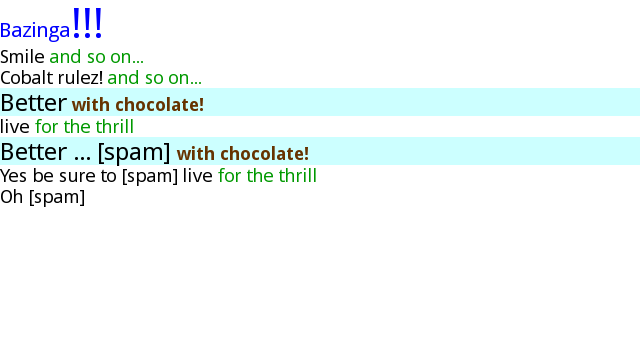 Bazinga!!!
Smile and so on...
Cobalt rulez! and so on...
Better with chocolate!
live for the thrill
Better ... [spam] with chocolate!
Yes be sure to [spam] live for the thrill
Oh [spam]